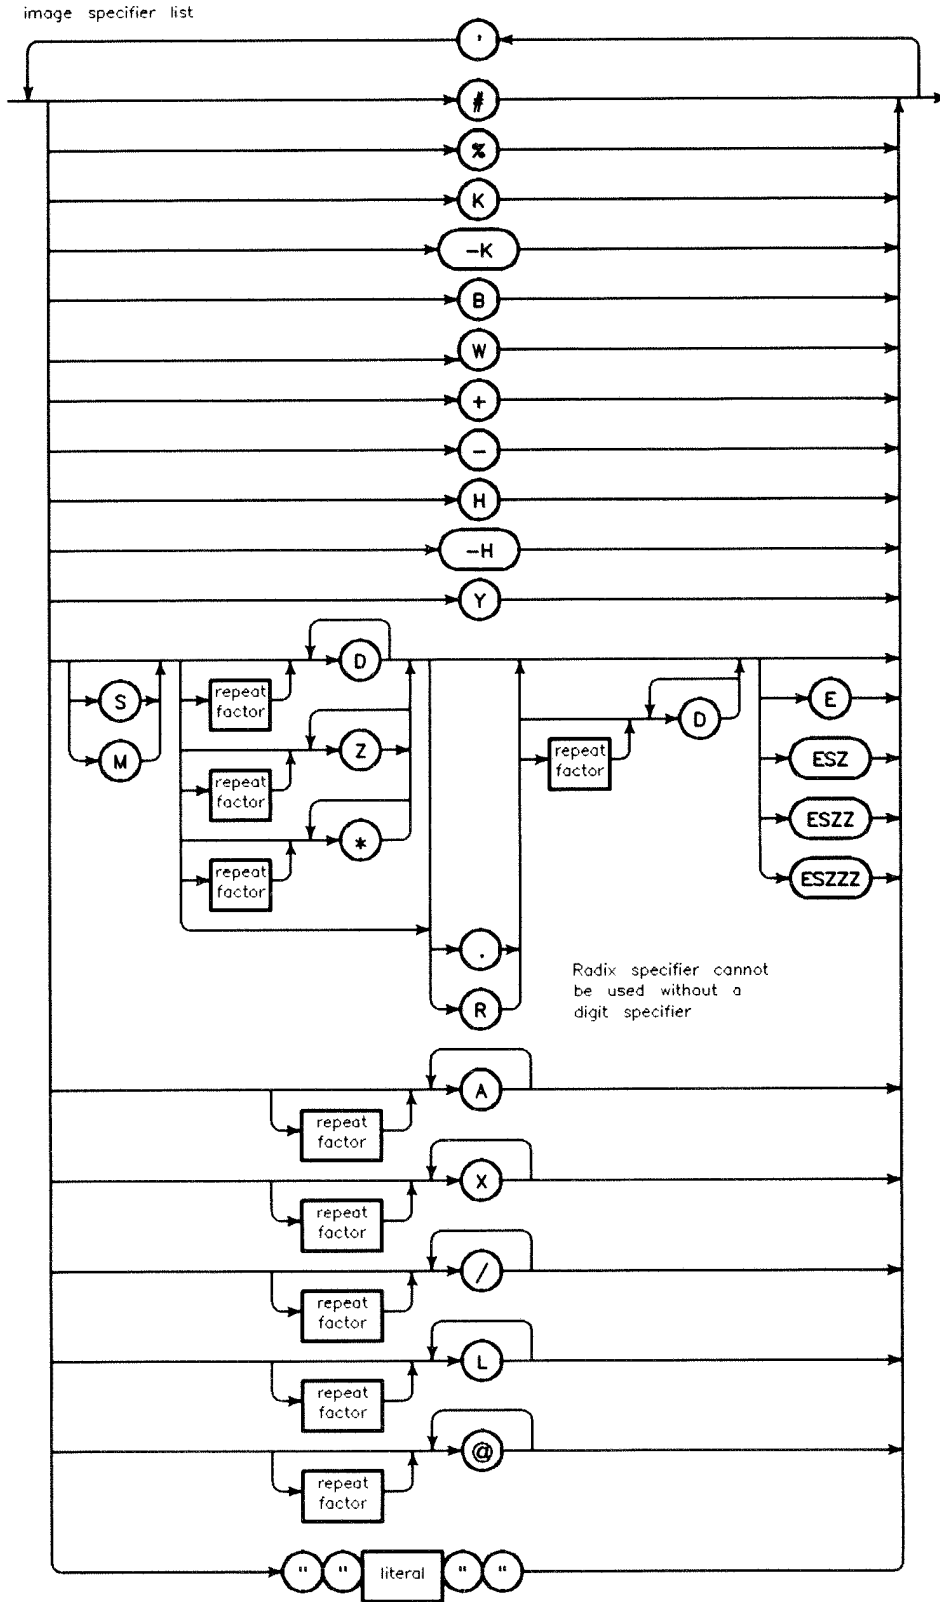 image specifier list
,
#
%
K
-K
B
W
+
-
H
-H
Y
D
S
repeat
factor
E
D
M
Z
repeat
factor
ESZ
repeat
factor
ESZZ
*
repeat
factor
ESZZZ
.
Radix specifier cannot
be used without a
digit specifier
R
A
repeat
factor
X
repeat
factor
/
repeat
factor
L
repeat
factor
@
repeat
factor
" " literal " "